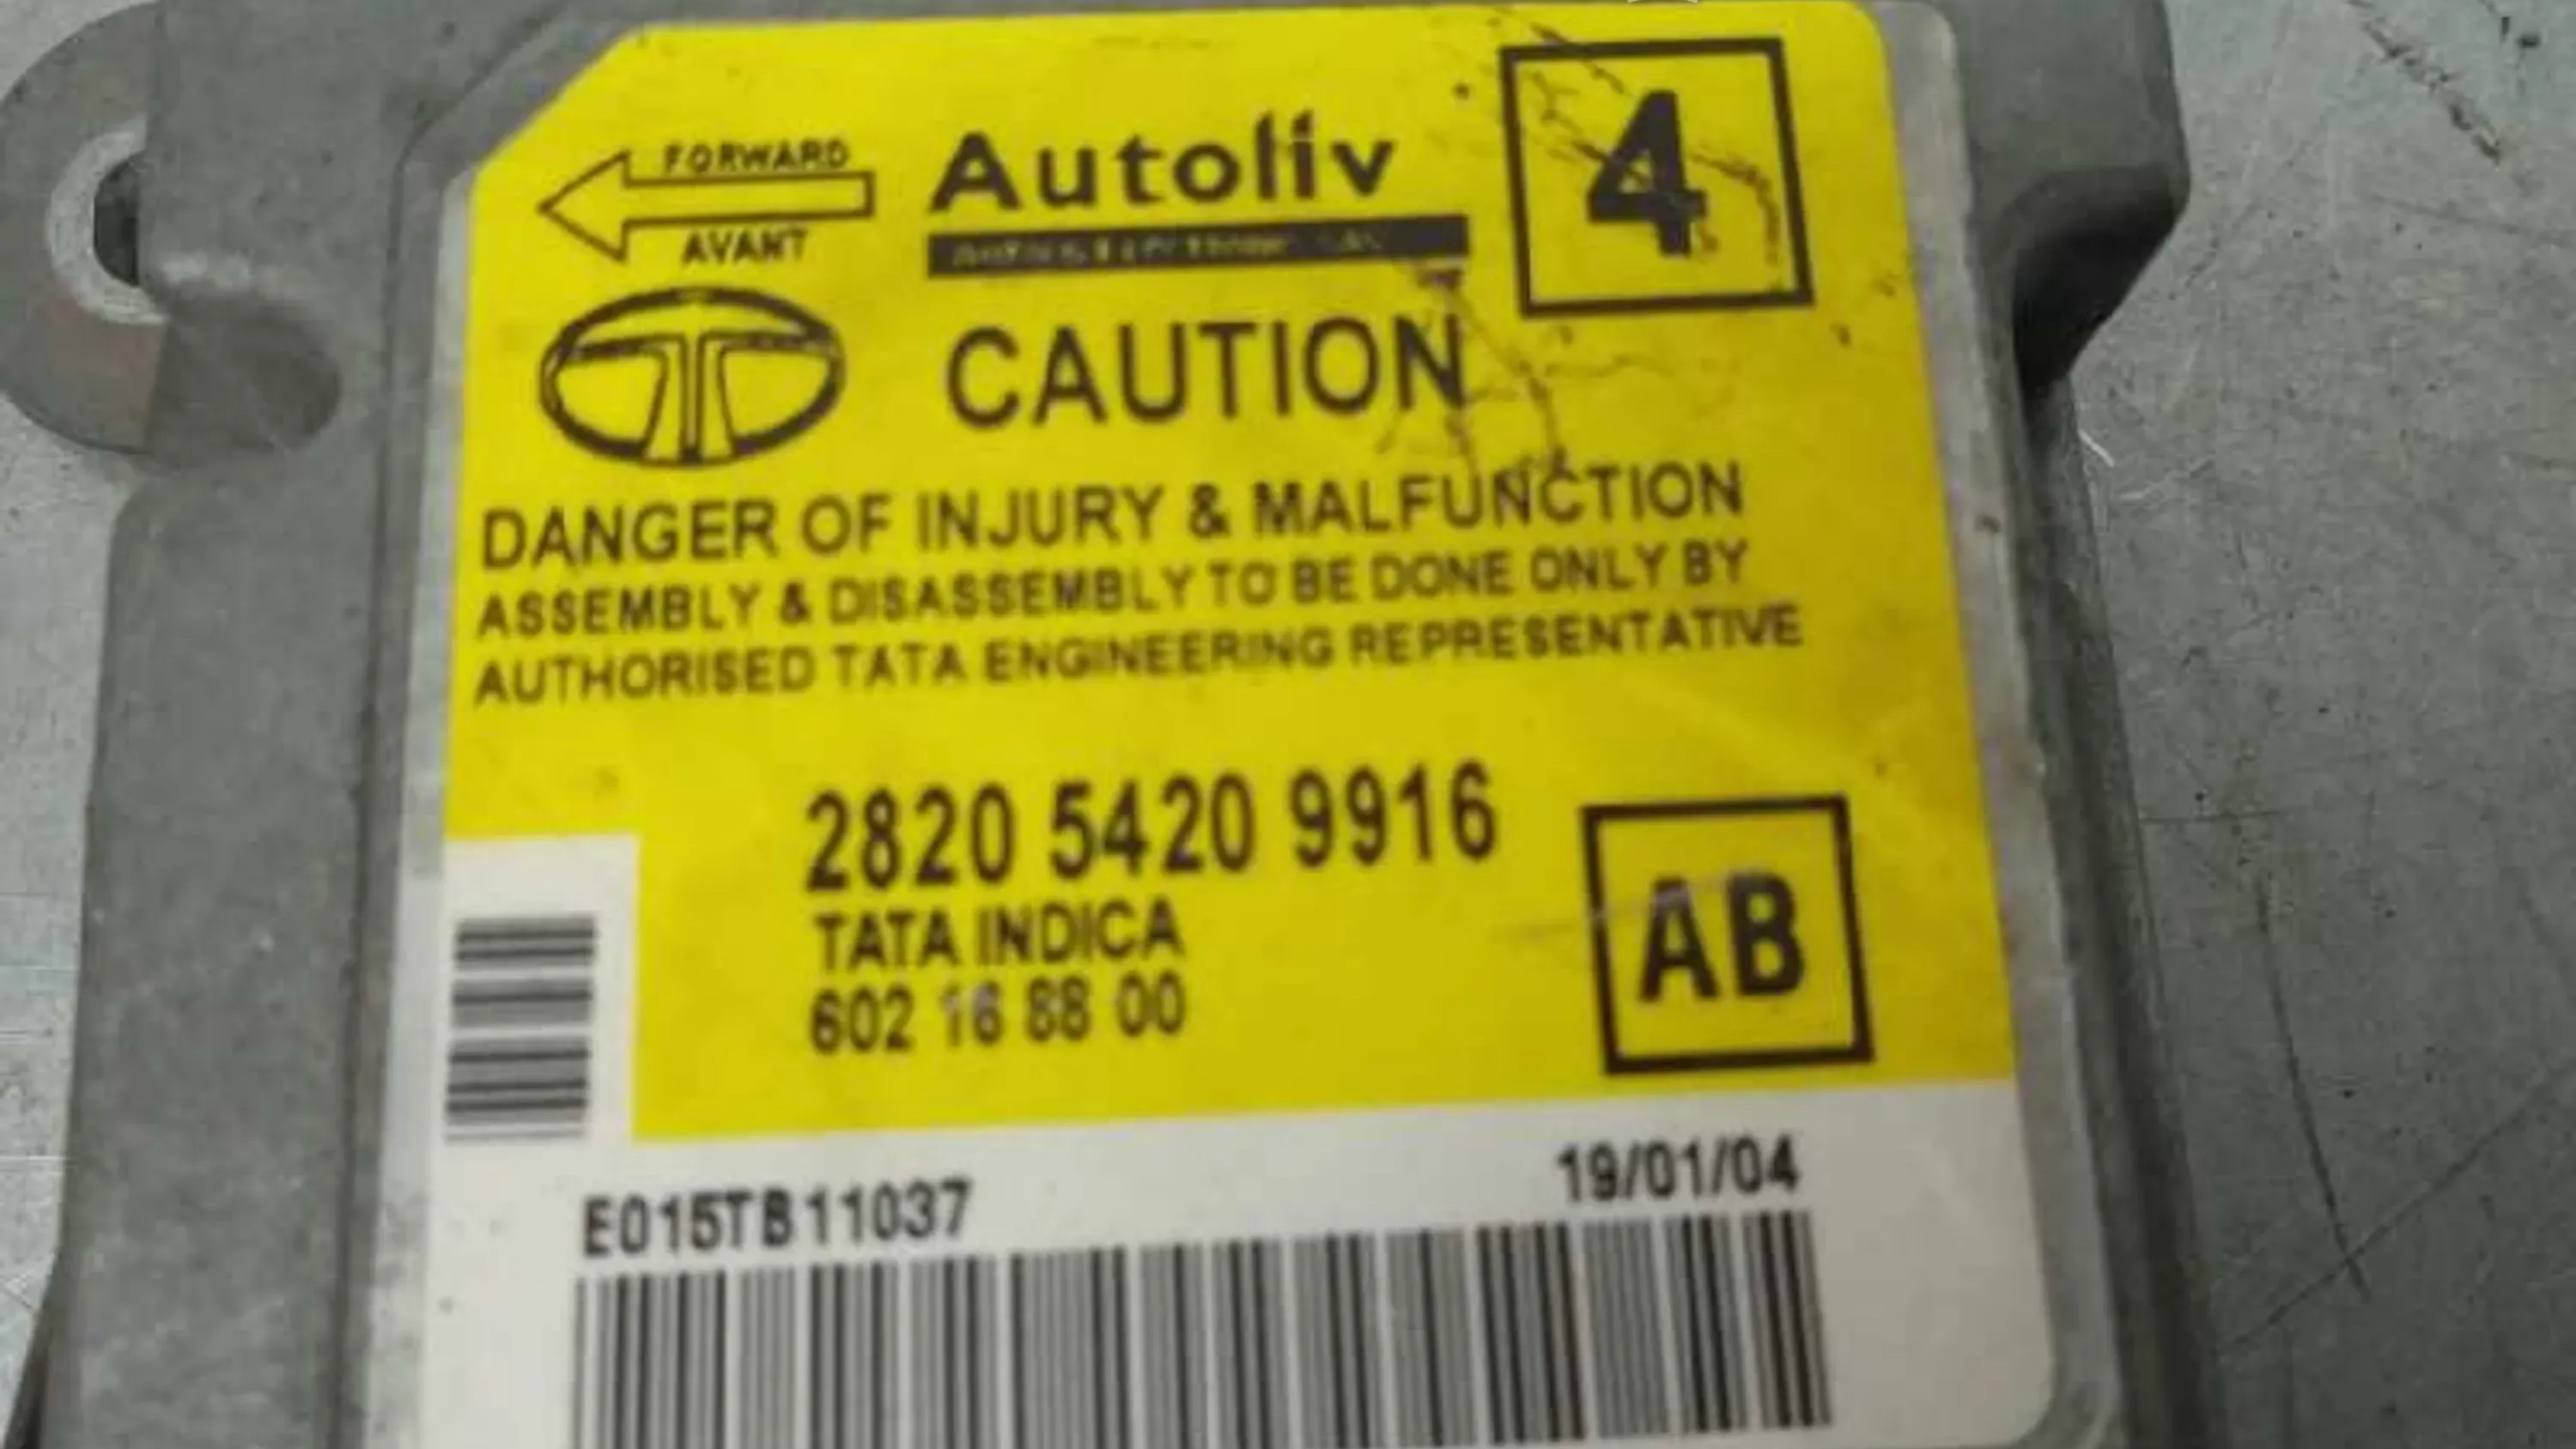 FORWARD
AVANT
Autoliv
4
CAUTION
DANGER OF INJURY & MALFUNCTION
ASSEMBLY & DISASSEMBLY TO BE DONE ONLY BY
AUTHORISED TATA ENGINEERING REPRESENTATIVE
2820 5420 9916
TATA INDICA
602 16 88 00
AB
E015TB11037
19/01/04